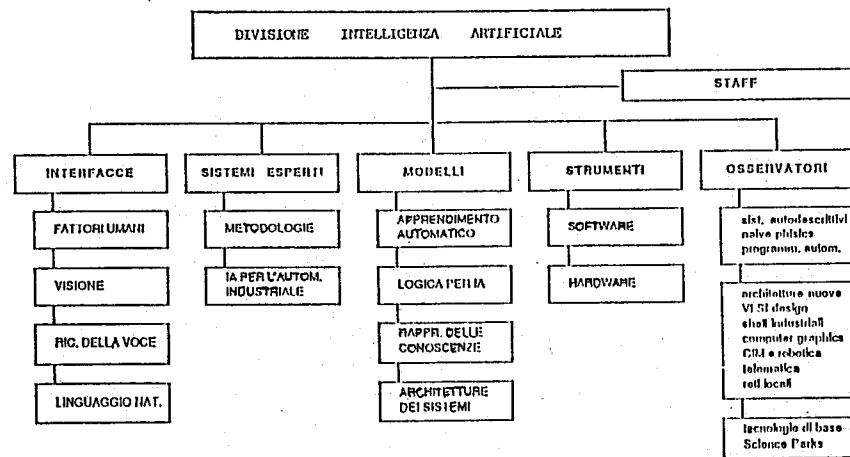 DIVISIONE INTELLIGENZA ARTIFICIALE
STAFF
INTERFACCE
FATTORI UMANI
VISIONE
RIC. DELLA VOCE
LINGUAGGIO NAT.
SISTEMI ESPERTI
METODOLOGIE
IA PER L'AUTOM.
INDUSTRIALE
MODELLI
APPRENDIMENTO
AUTOMATICO
LOGICA PER IA
RAPPR. DELLE
CONOSCENZE
ARCHITETTURE
DEI SISTEMI
STRUMENTI
SOFTWARE
HARDWARE
OSSERVATORI
sist. autodescrittivi
naive phisics
programm. autom.
architetture nuove
VLSI design
shell industriali
computer graphics
CIM e robotica
telematica
reti locali
tecnologie di base
Science Parks